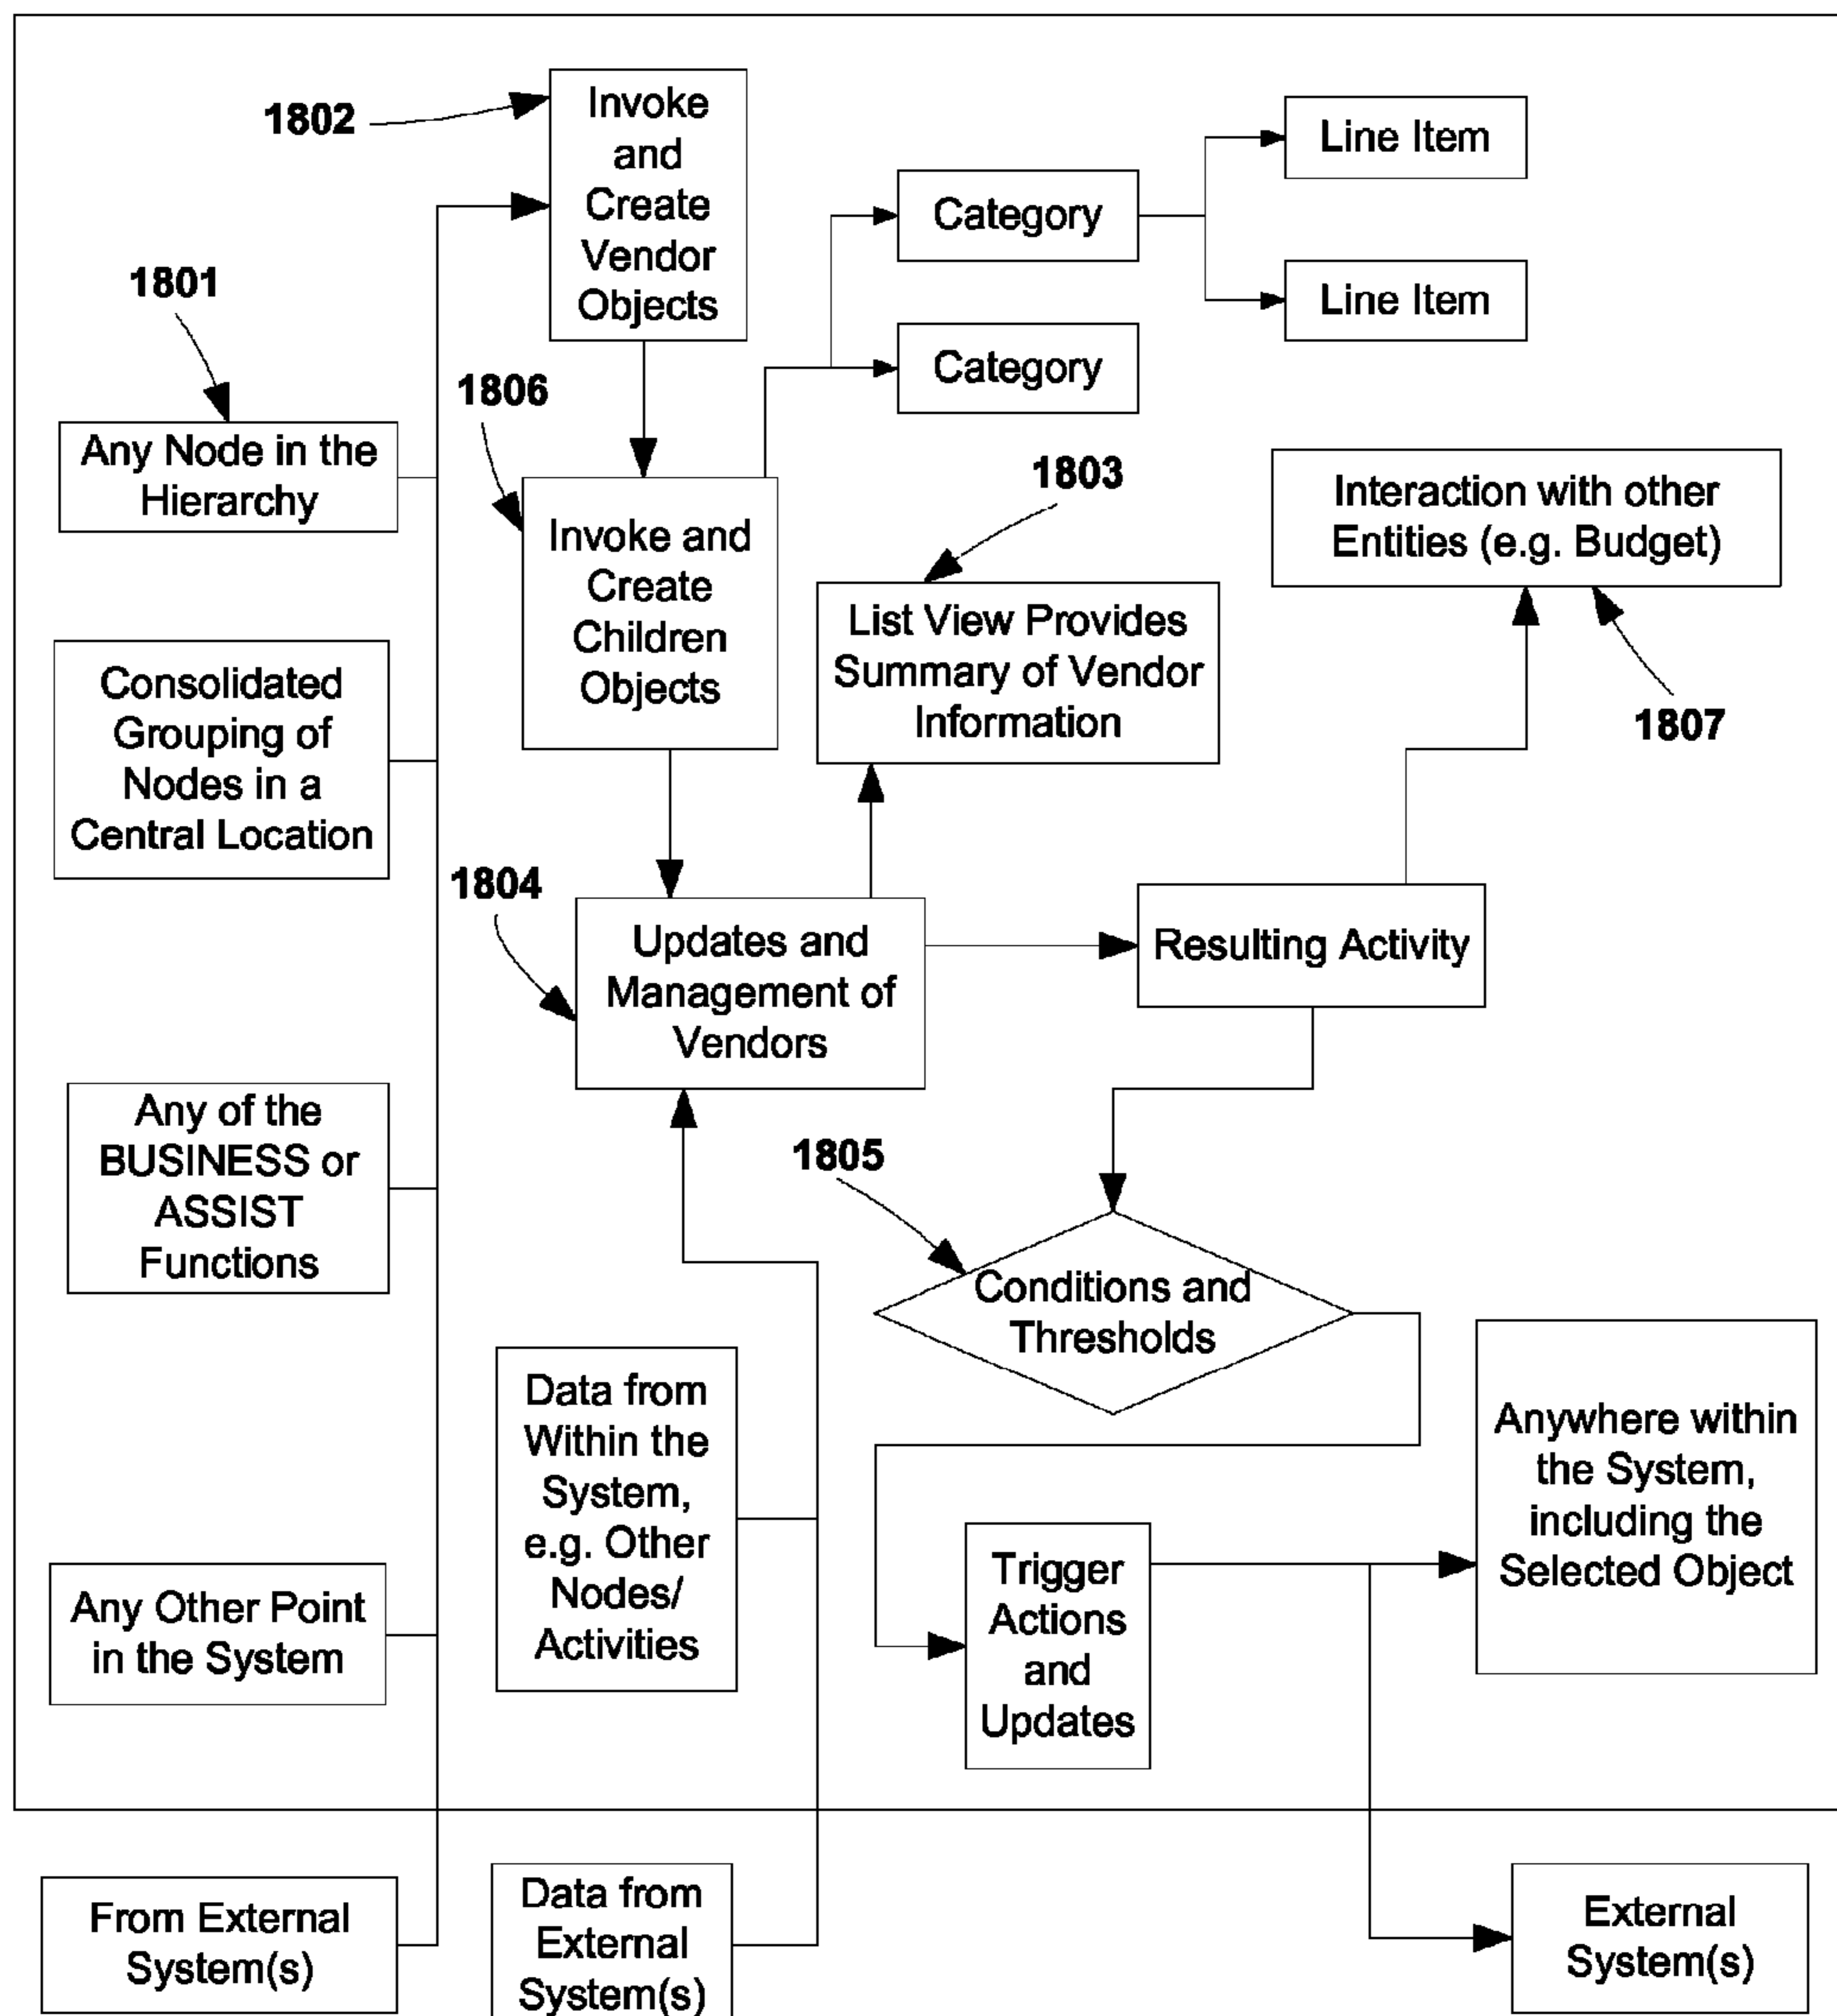 1802
Invoke
and
Create
Vendor
Objects
Line Item
Category
Line Item
Category
1801
Any Node in the
Hierarchy
1806
Invoke and
Create
Children
Objects
1803
List View Provides
Summary of Vendor
Information
Interaction with other
Entities (e.g. Budget)
1807
Consolidated
Grouping of
Nodes in a
Central Location
1804
Updates and
Management of
Vendors
Resulting Activity
Any of the
BUSINESS or
ASSIST
Functions
1805
Conditions and
Thresholds
Data from
Within the
System,
e.g. Other
Nodes/
Activities
Anywhere within
the System,
including the
Selected Object
Any Other Point
in the System
Trigger
Actions
and
Updates
From External
System(s)
Data from
External
System(s)
External
System(s)